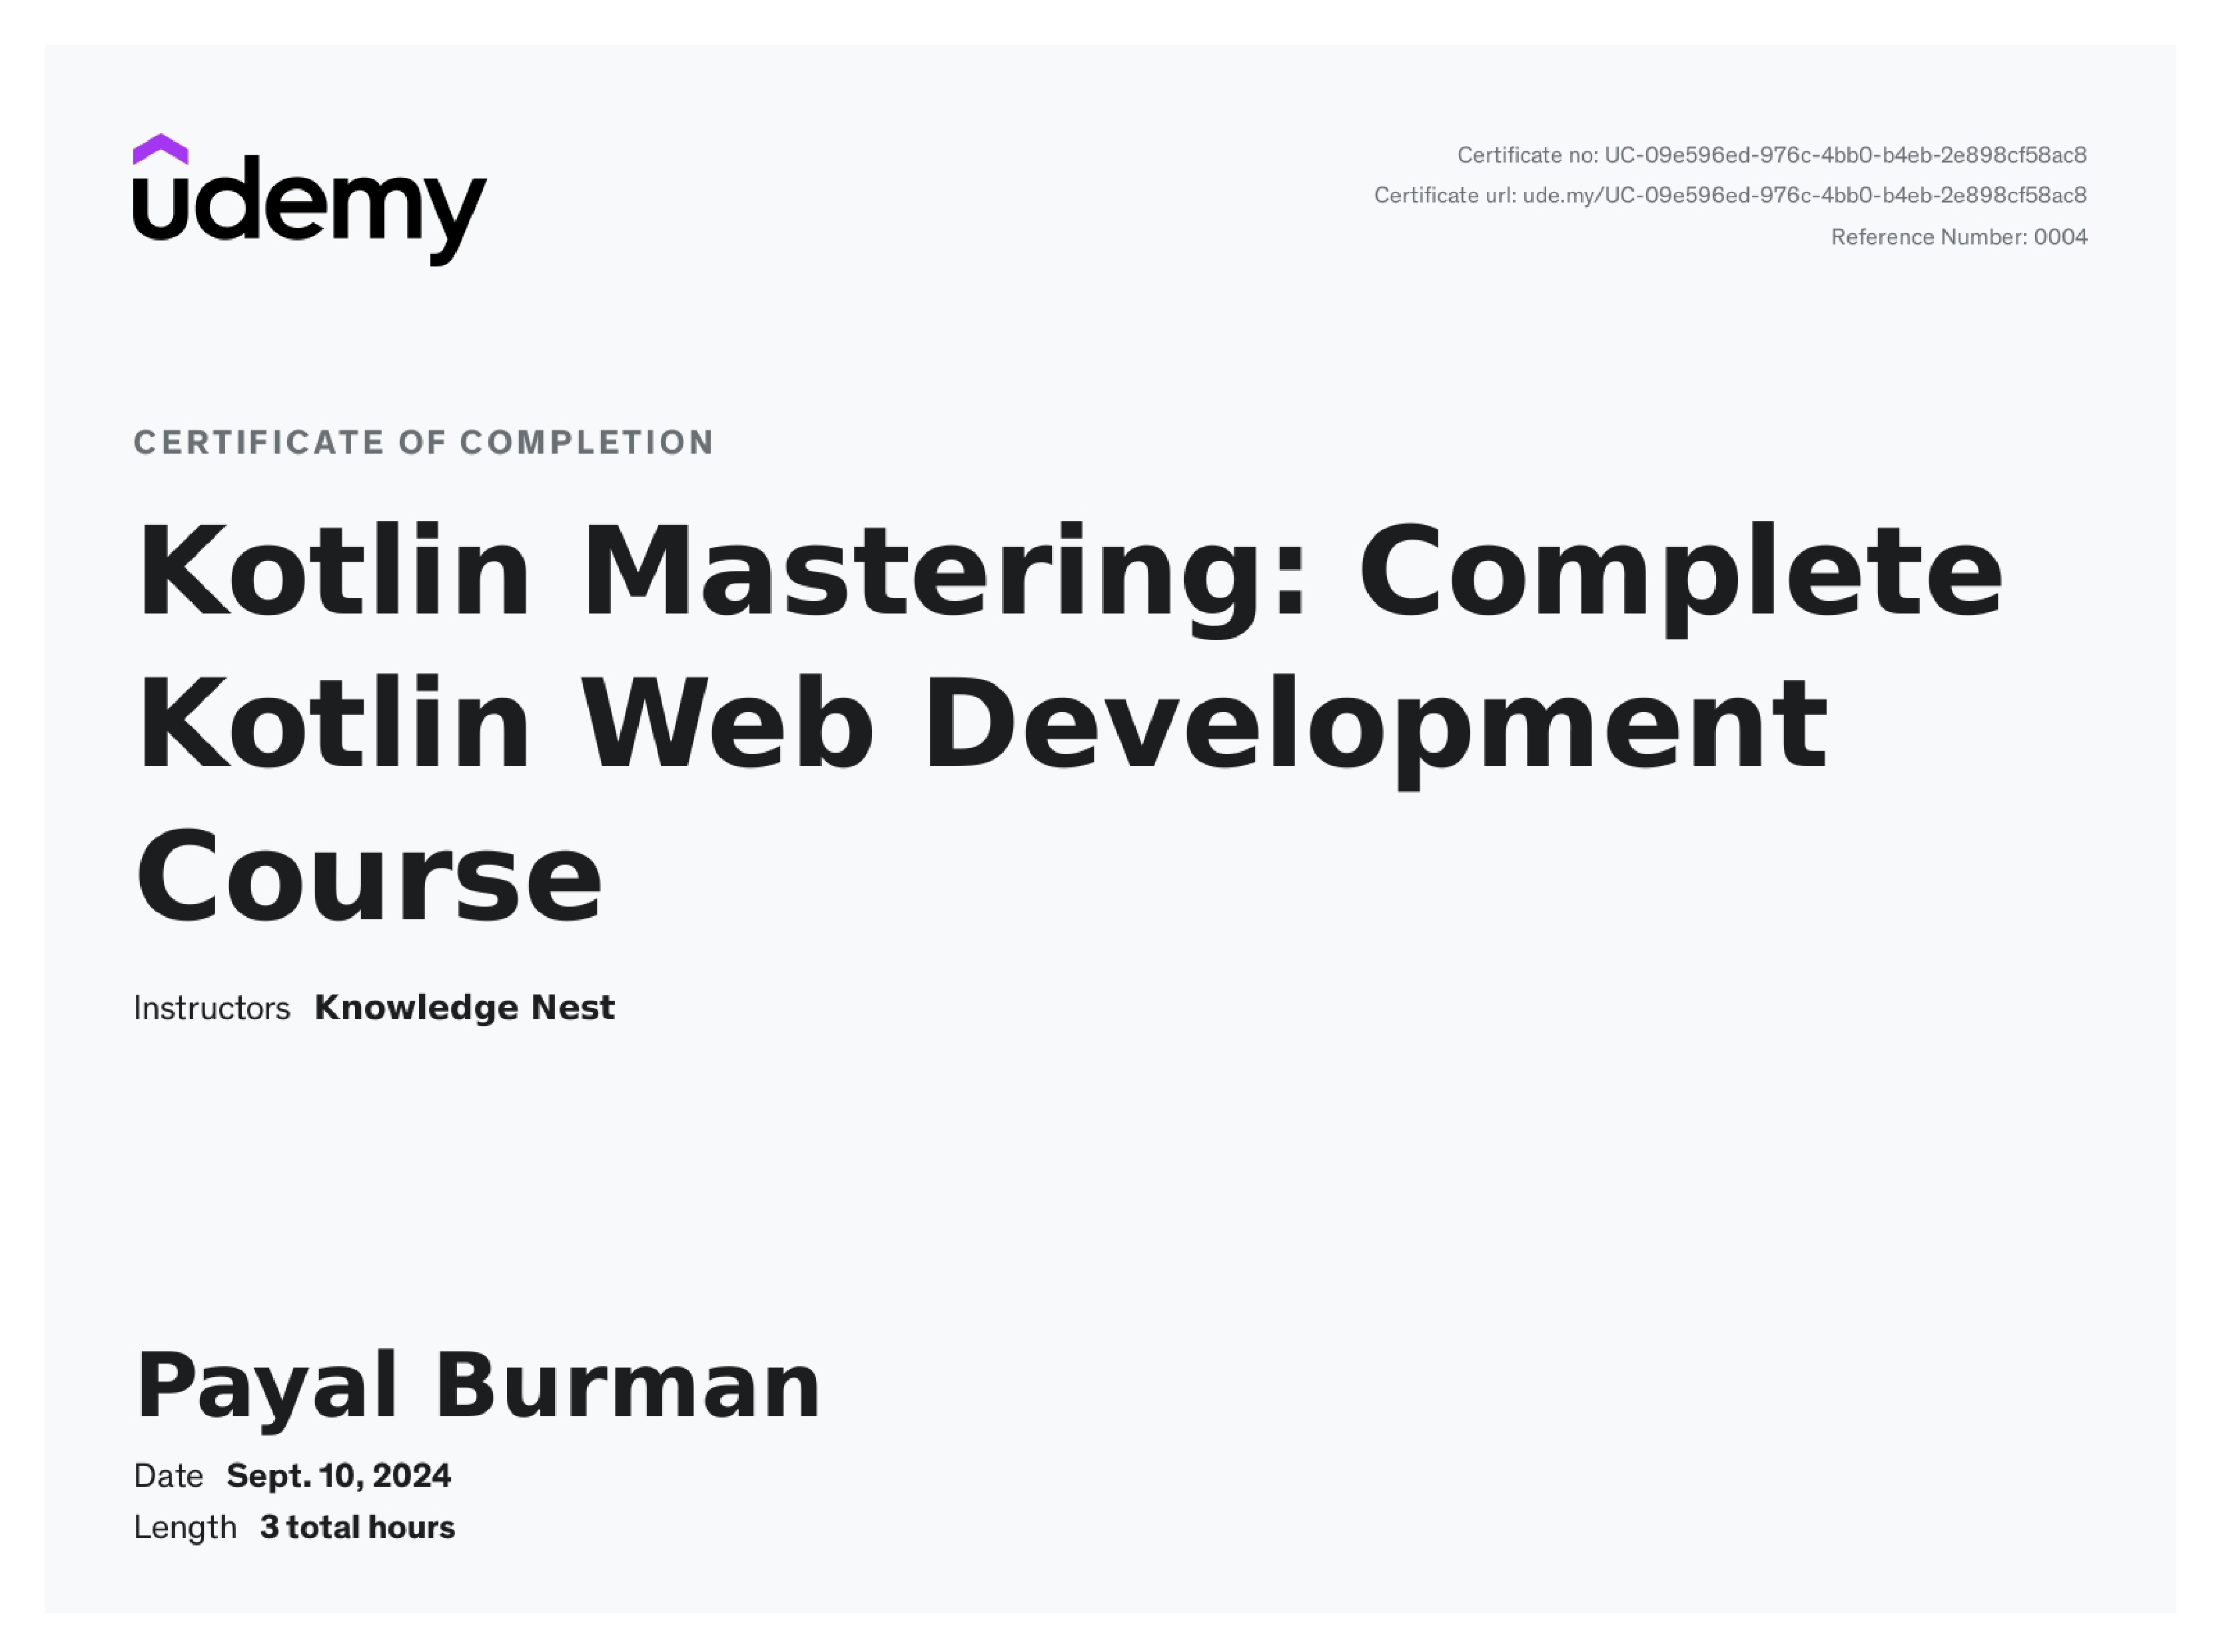 udemy
Certificate no: UC-09e596ed-976c-4bb0-b4eb-2e898cf58ac8
Certificate url: ude.my/UC-09e596ed-976c-4bb0-b4eb-2e898cf58ac8
Reference Number: 0004
CERTIFICATE OF COMPLETION
Kotlin Mastering: Complete
Kotlin Web Development
Course
Instructors Knowledge Nest
Payal Burman
Date Sept. 10, 2024
Length 3 total hours